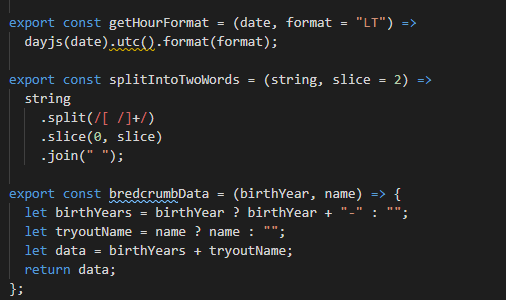 export const getHourFormat = (date, format = "LT") =>
  dayjs(date).utc().format(format);
export const splitIntoTwoWords = (string, slice = 2) =>
  string
    .split(/[ /]+/)
    .slice(0, slice)
    .join(" ");
export const bredcrumbData = (birthYear, name) => {
  let birthYears = birthYear ? birthYear + "-" : "";
  let tryoutName = name ? name : "";
  let data = birthYears + tryoutName;
  return data;
};